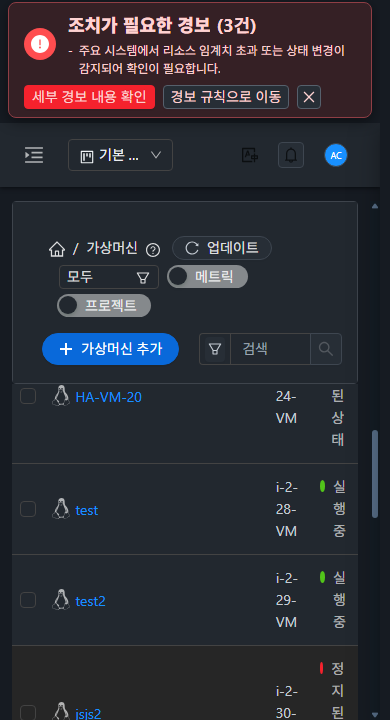 조치가 필요한 경보 (3건)
- 주요 시스템에서 리소스 임계치 초과 또는 상태 변경이
감지되어 확인이 필요합니다.
세부 경보 내용 확인 경보 규칙으로 이동
기본 ...
AC
/ 가상머신 업데이트
모두 메트릭
프로젝트
가상머신 추가 검색
HA-VM-20
24-
VM
된
상
태
test
i-2-
28-
VM
실
행
중
test2
i-2-
29-
VM
실
행
중
jsjs2
i-2-
30-
정
지
된